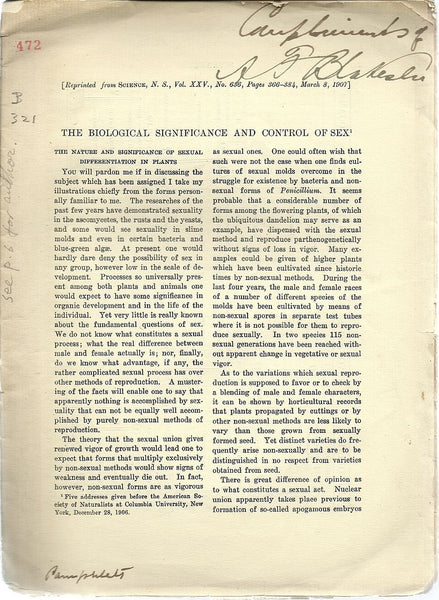 472
Compliments of
A F Blakeslee
[Reprinted from SCIENCE, N. S., Vol. XXV., No. 636, Pages 366-384, March 8, 1907]
B
321
see p. 6 for author.
THE BIOLOGICAL SIGNIFICANCE AND CONTROL OF SEX¹
THE NATURE AND SIGNIFICANCE OF SEXUAL
DIFFERENTIATION IN PLANTS
You will pardon me if in discussing the
subject which has been assigned I take my
illustrations chiefly from the forms person-
ally familiar to me. The researches of the
past few years have demonstrated sexuality
in the ascomycetes, the rusts and the yeasts,
and some would see sexuality in slime
molds and even in certain bacteria and
blue-green algæ. At present one would
hardly dare deny the possibility of sex in
any group, however low in the scale of de-
velopment. Processes so universally pres-
ent among both plants and animals one
would expect to have some significance in
organic development and in the life of the
individual. Yet very little is really known
about the fundamental questions of sex.
We do not know what constitutes a sexual
process; what the real difference between
male and female actually is; nor, finally,
do we know what advantage, if any, the
rather complicated sexual process has over
other methods of reproduction. A muster-
ing of the facts will enable one to say that
apparently nothing is accomplished by sex-
uality that can not be equally well accom-
plished by purely non-sexual methods of
reproduction.
The theory that the sexual union gives
renewed vigor of growth would lead one to
expect that forms that multiply exclusively
by non-sexual methods would show signs of
weakness and eventually die out. In fact,
however, non-sexual forms are as vigorous
¹ Five addresses given before the American So-
ciety of Naturalists at Columbia University, New
York, December 28, 1906.
as sexual ones. One could often wish that
such were not the case when one finds cul-
tures of sexual molds overcome in the
struggle for existence by bacteria and non-
sexual forms of Penicillium. It seems
probable that a considerable number of
forms among the flowering plants, of which
the ubiquitous dandelion may serve as an
example, have dispensed with the sexual
method and reproduce parthenogenetically
without signs of loss in vigor. Many ex-
amples could be given of higher plants
which have been cultivated since historic
times by non-sexual methods. During the
last four years, the male and female races
of a number of different species of the
molds have been cultivated by means of
non-sexual spores in separate test tubes
where it is not possible for them to repro-
duce sexually. In two species 115 non-
sexual generations have been reached with-
out apparent change in vegetative or sexual
vigor.
As to the variations which sexual repro-
duction is supposed to favor or to check by
a blending of male and female characters,
it can be shown by horticultural records
that plants propagated by cuttings or by
other non-sexual methods are less likely to
vary than those grown from sexually
formed seed. Yet distinct varieties do fre-
quently arise non-sexually and are to be
distinguished in no respect from varieties
obtained from seed.
There is great difference of opinion as
to what constitutes a sexual act. Nuclear
union apparently takes place previous to
formation of so-called apogamous embryos
Pamphlets